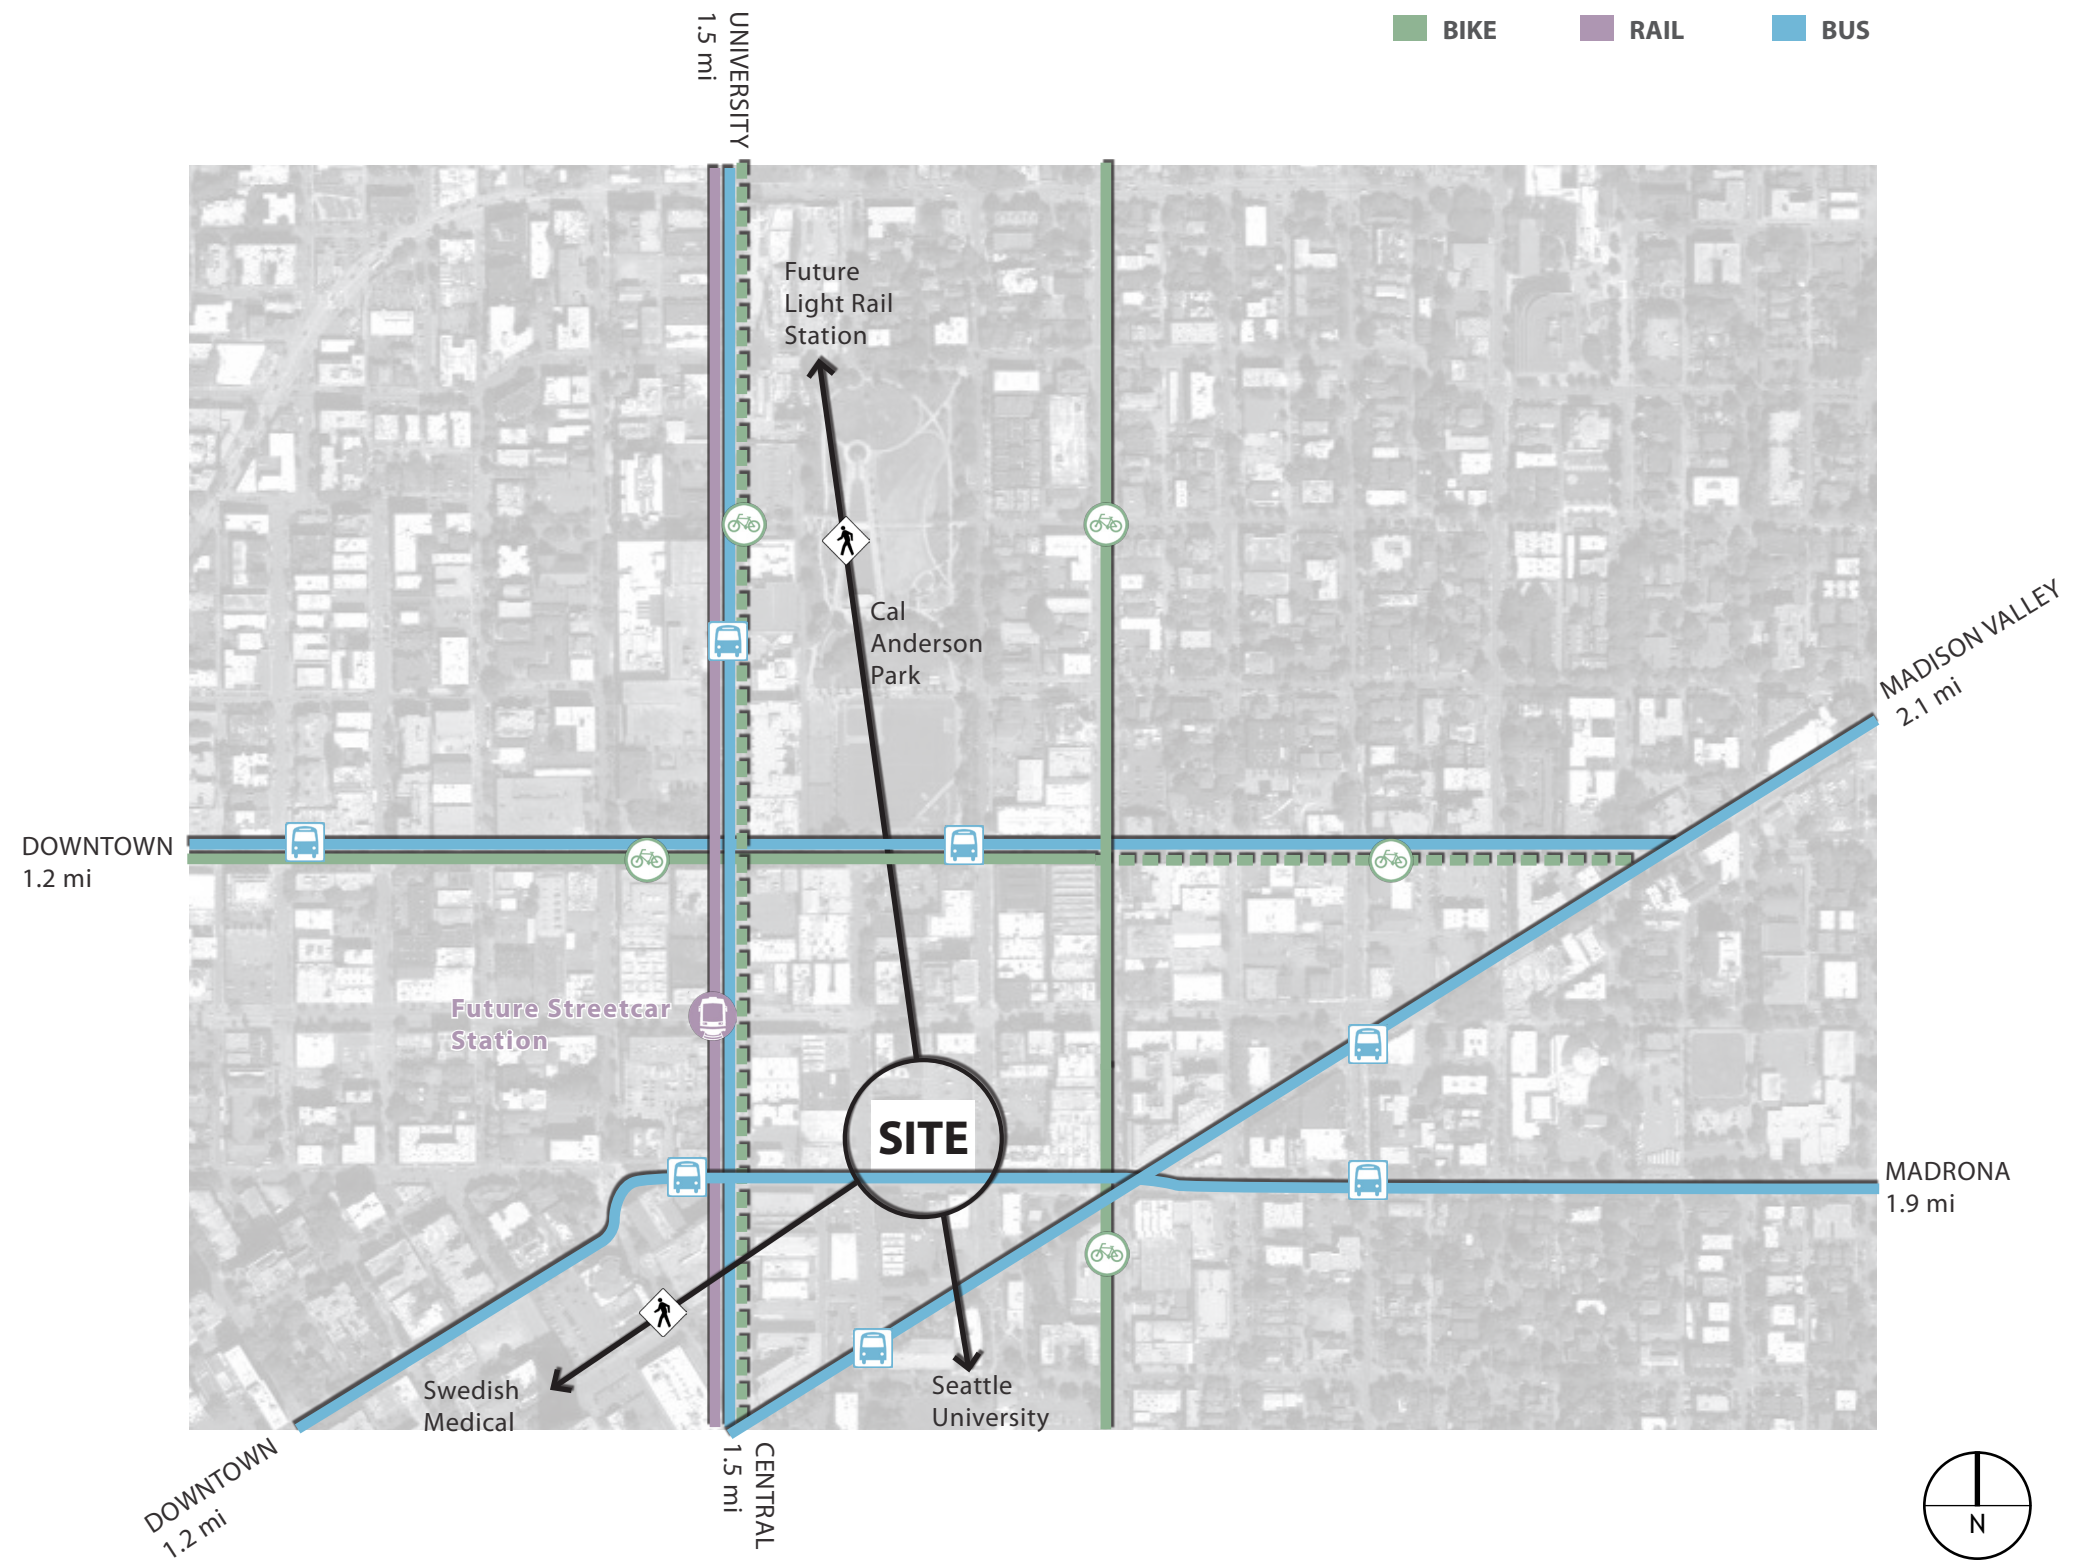 BIKE
RAIL
BUS
UNIVERSITY
1.5 mi
Future
Light Rail
Station
Cal
Anderson
Park
MADISON VALLEY
2.1 mi
DOWNTOWN
1.2 mi
Future Streetcar
Station
SITE
MADRONA
1.9 mi
Swedish
Medical
Seattle
University
DOWNTOWN
1.2 mi
CENTRAL
1.5 mi
N